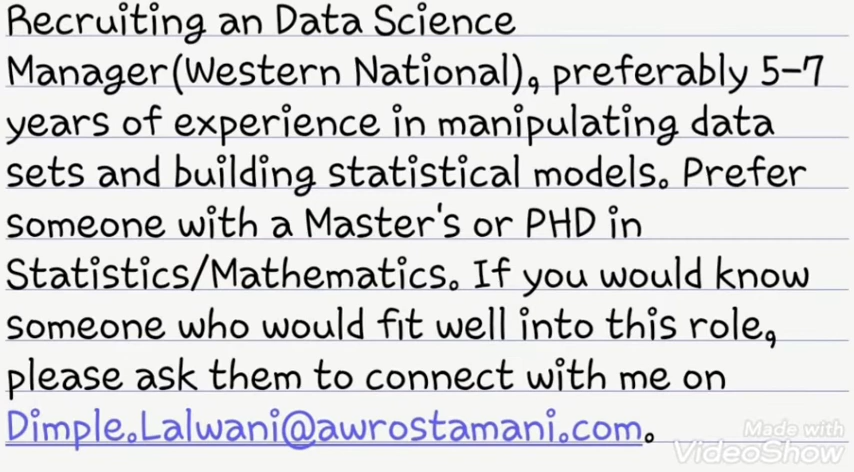 Recruiting an Data Science
Manager(Western National), preferably 5-7
years of experience in manipulating data
sets and building statistical models. Prefer
someone with a Master's or PHD in
Statistics/Mathematics. If you would know
someone who would fit well into this role,
please ask them to connect with me on
Dimple.Lalwani@awrostamani.com.
Made with
VideoShow